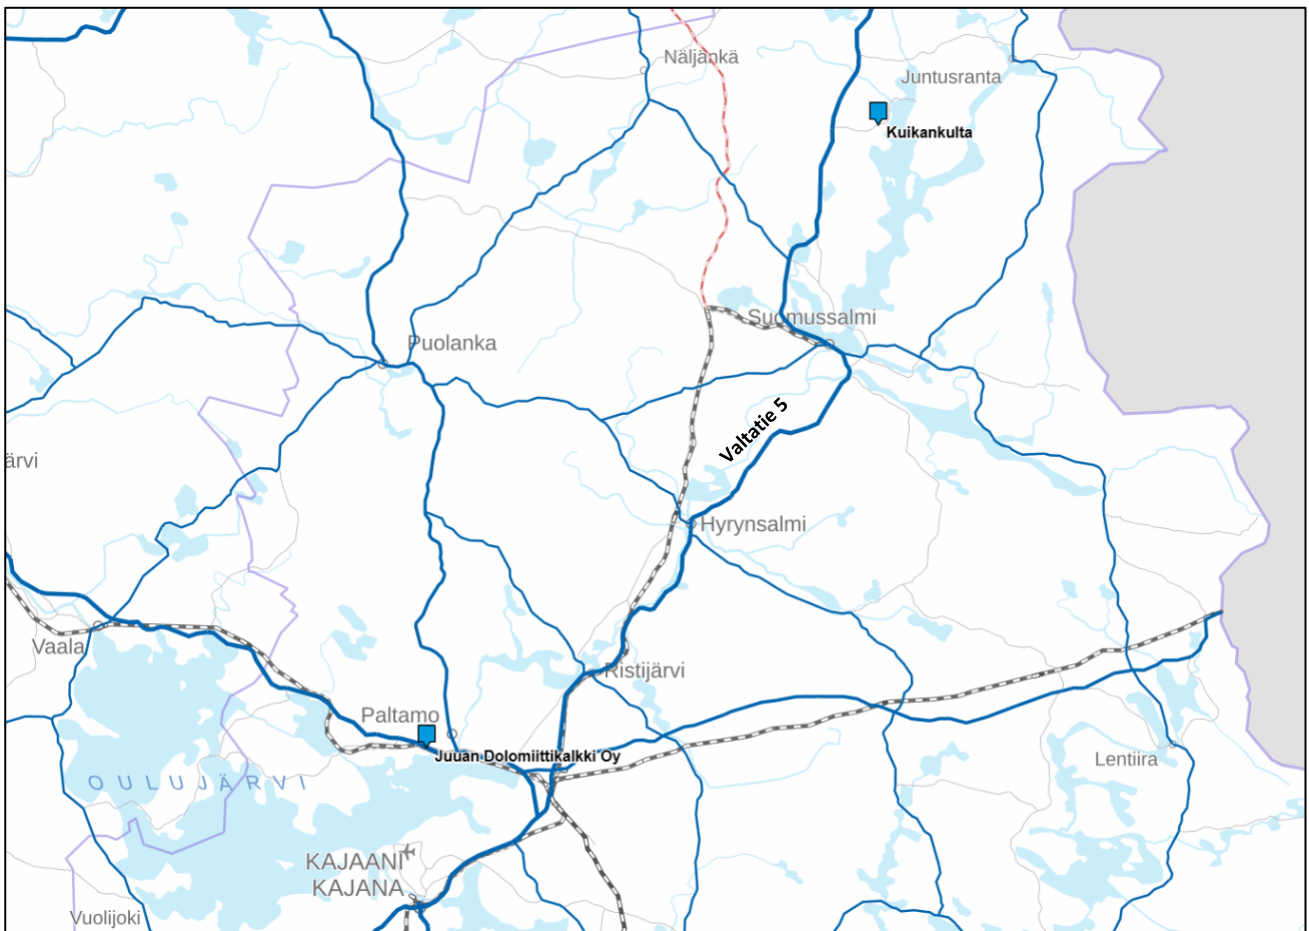 Näljänkä
Juntusranta
Kuikankulta
Suomussalmi
Puolanka
Valtatie 5
ärvi
Hyrynsalmi
Vaala
Ristijärvi
Paltamo
Juuan Dolomiittikalkki Oy
Lentiira
OULUJÄRVI
KAJAANI
KAJANA
Vuolijoki